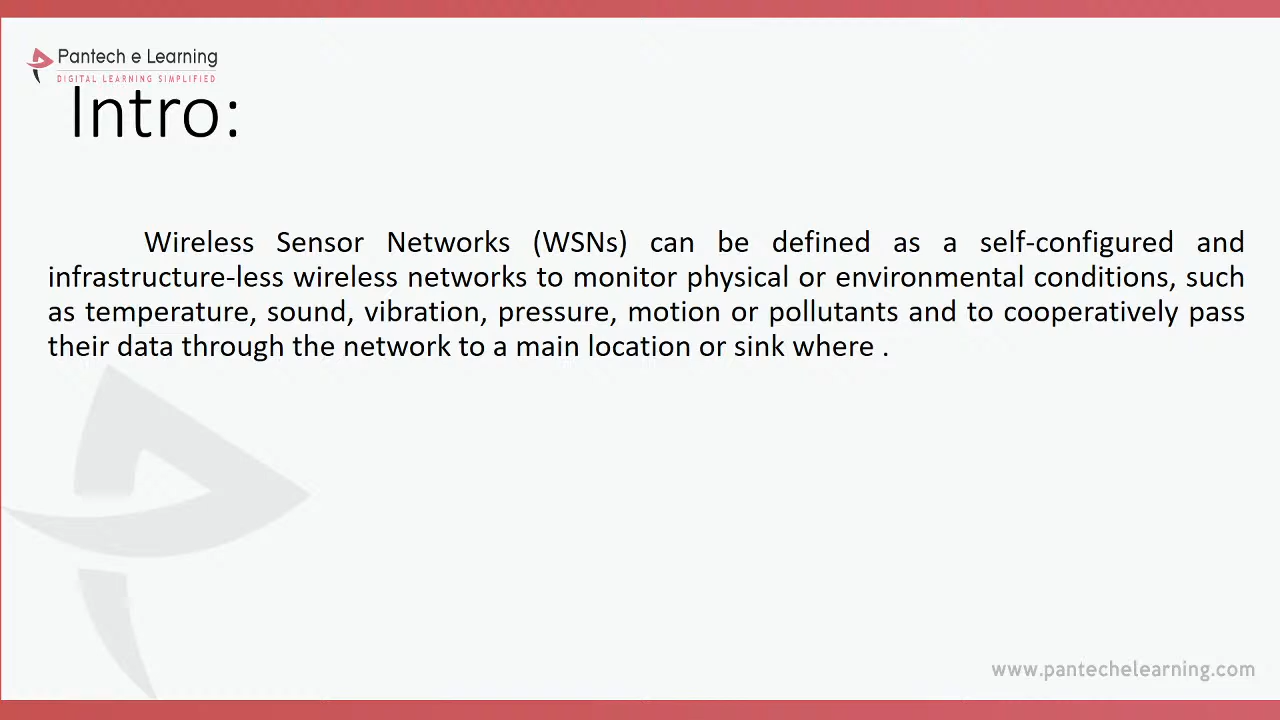 Pantech e Learning
DIGITAL LEARNING SIMPLIFIED
Intro:
Wireless Sensor Networks (WSNs) can be defined as a self-configured and
infrastructure-less wireless networks to monitor physical or environmental conditions, such
as temperature, sound, vibration, pressure, motion or pollutants and to cooperatively pass
their data through the network to a main location or sink where .
www.pantechelearning.com